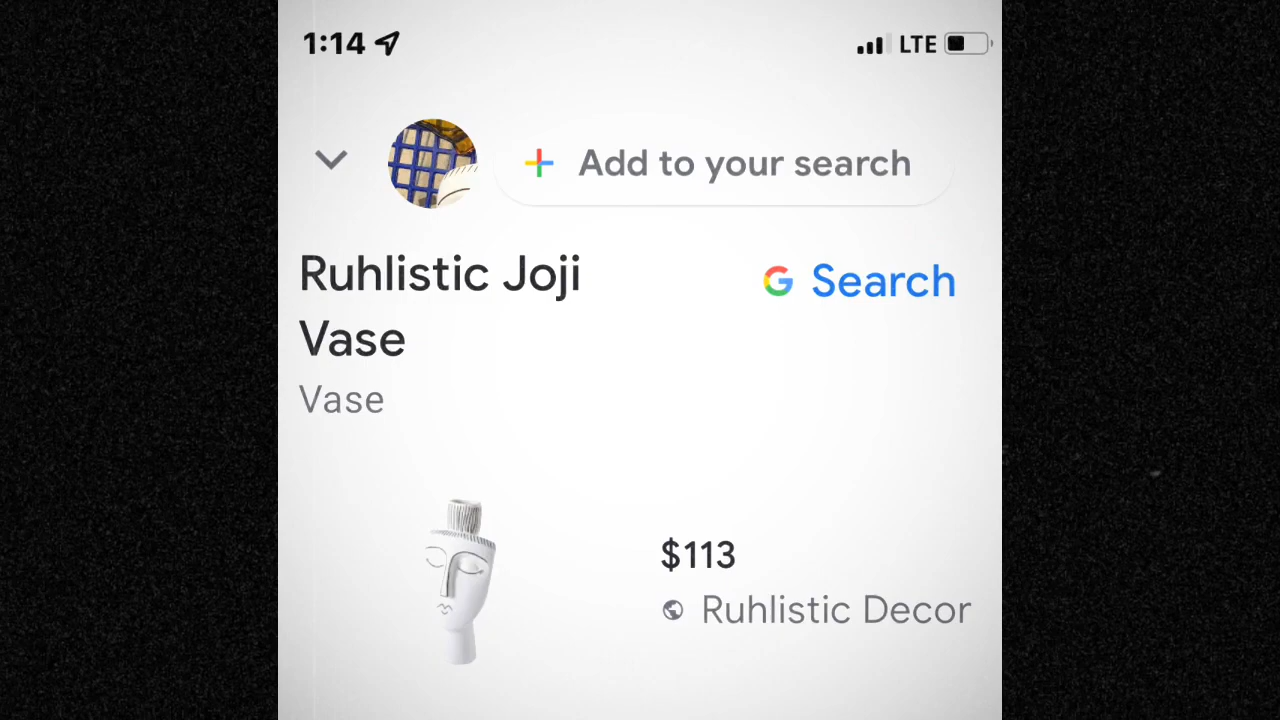 1:14 LTE
Add to your search
Ruhlistic Joji
Vase
Search
Vase
$113
Ruhlistic Decor